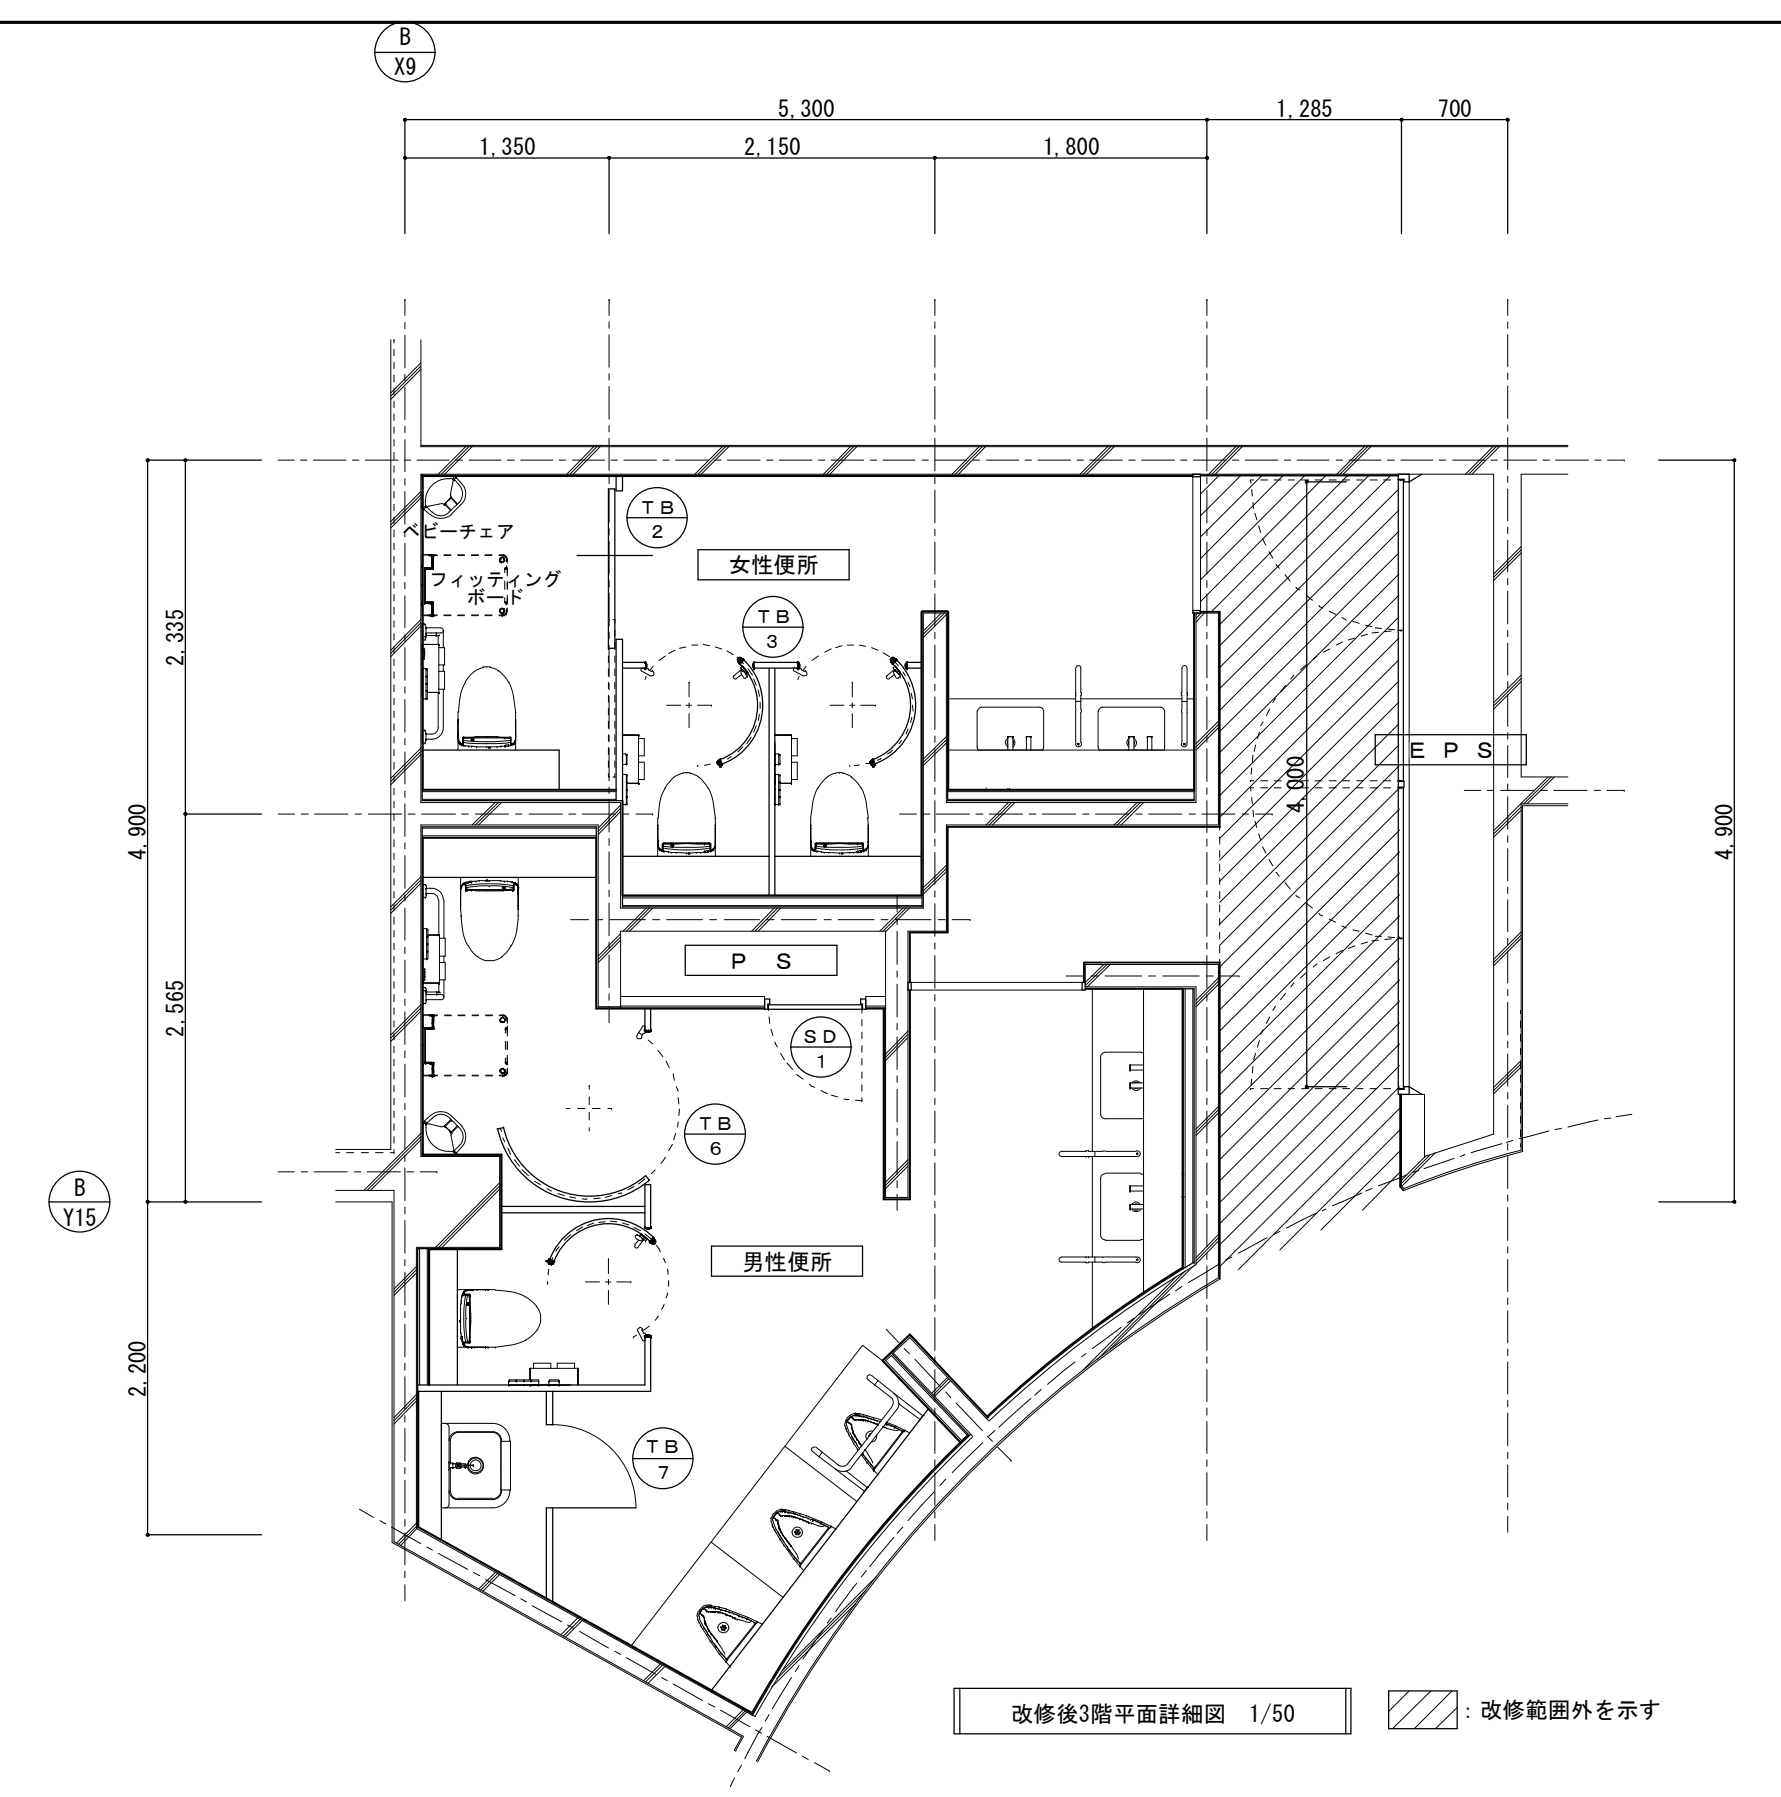 B
X9
5,300
1,285
700
1,350
2,150
1,800
TB
2
ベビーチェア
女性便所
フィッティング
ボード
TB
3
2,335
EPS
4,000
4,900
4,900
PS
2,565
SD
1
TB
6
B
Y15
男性便所
2,200
TB
7
改修後3階平面詳細図 1/50
:改修範囲外を示す